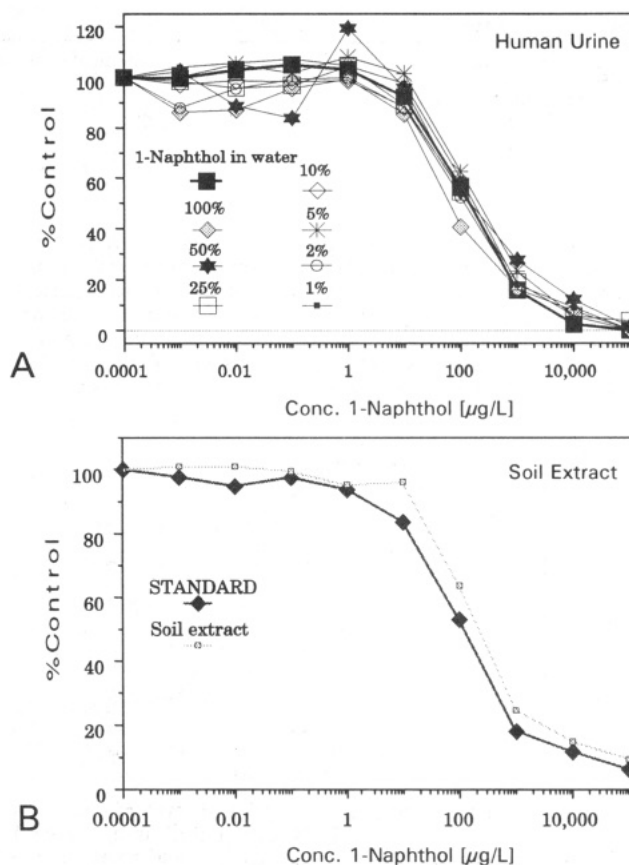 Human Urine
120
100
80
60
40
20
0
%Control
1-Naphthol in water
100%
50%
25%
10%
5%
2%
1%
A
0.0001
0.01
1
100
10,000
Conc. 1-Naphthol [µg/L]
Soil Extract
100
80
60
40
20
0
%Control
STANDARD
Soil extract
B
0.0001
0.01
1
100
10,000
Conc. 1-Naphthol [µg/L]